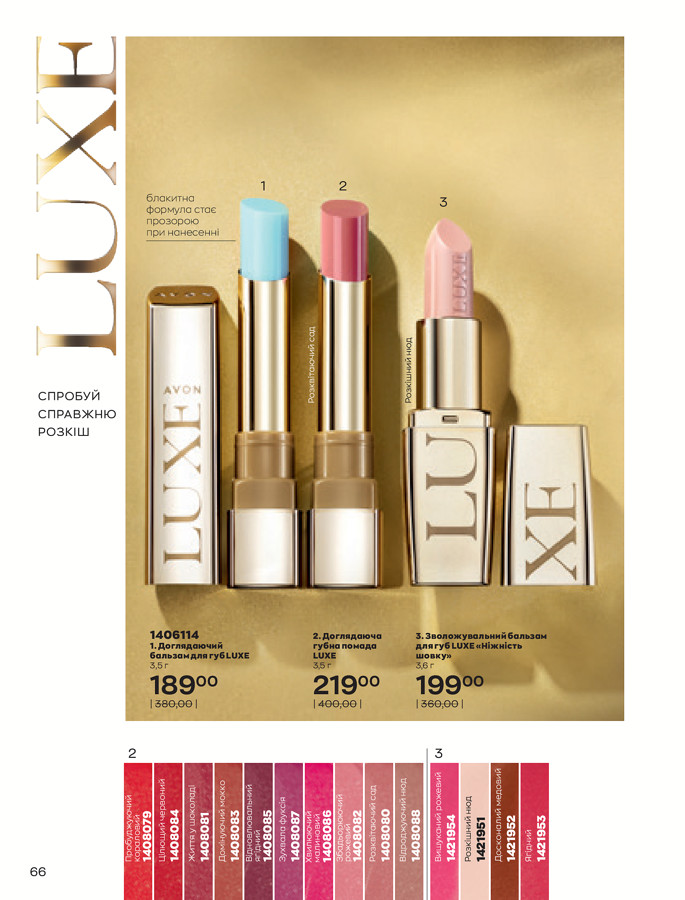 LUXE
СПРОБУЙ
СПРАВЖНЮ
РОЗКІШ
блакитна
формула стає
прозорою
при нанесенні
1
2
3
AVON
AVON
LUXE
Розквітаючий сад
Розкішний нюд
LUXE
LU
XE
1406114
1. Доглядаючий
бальзам для губ LUXE
3,5 г
189⁰⁰
| 380,00 |
2. Доглядаюча
губна помада
LUXE
3,5 г
219⁰⁰
| 400,00 |
3. Зволожувальний бальзам
для губ LUXE «Ніжність
шовку»
3,6 г
199⁰⁰
| 360,00 |
2
Пробуджуючий
кораловий
1408079
Цілющий червоний
1408084
Життя у шоколаді
1408081
Домінуючий мокко
1408083
Відновлювальний
ягідний
1408085
Зухвала фуксія
1408087
Хвилюючий
малиновий
1408086
Збадьорюючий
рожевий
1408082
Розквітаючий сад
1408080
Відроджуючий нюд
1408088
3
Вишуканий рожевий
1421954
Розкішний нюд
1421951
Досконалий медовий
1421952
Ягідний
1421953
66